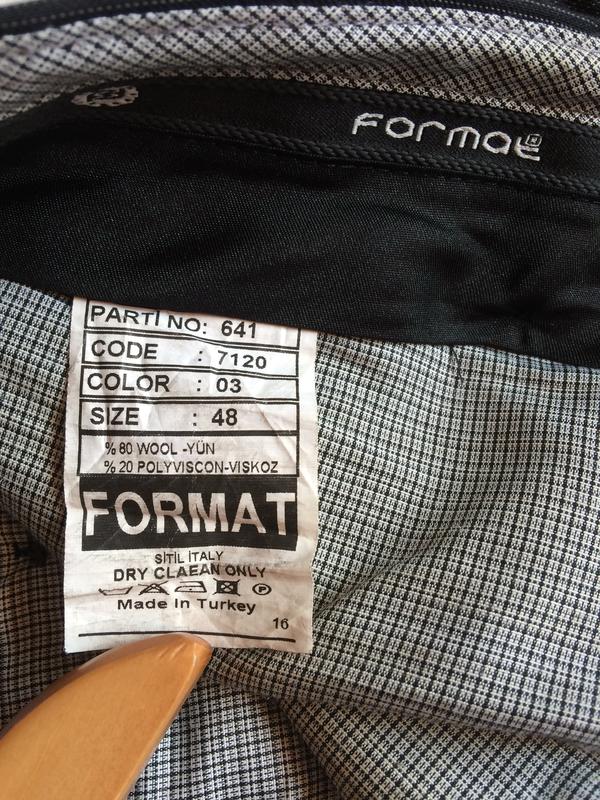 Format
PARTİ NO: 641
CODE : 7120
COLOR : 03
SIZE : 48
%80 WOOL -YÜN
%20 POLYVISCON-VISKOZ
FORMAT
SİTİL İTALY
DRY CLAEAN ONLY
P
Made In Turkey
16